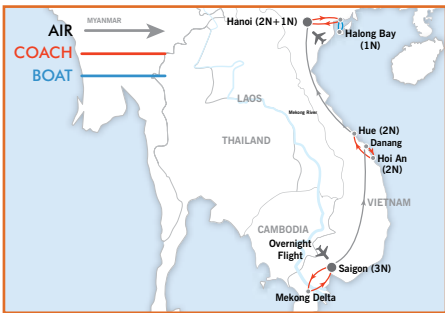 MYANMAR
AIR
COACH
BOAT
Hanoi (2N+1N)
Halong Bay
(1N)
LAOS
Mekong River
THAILAND
Hue (2N)
Danang
Hoi An
(2N)
VIETNAM
CAMBODIA
Overnight
Flight
Saigon (3N)
Mekong Delta